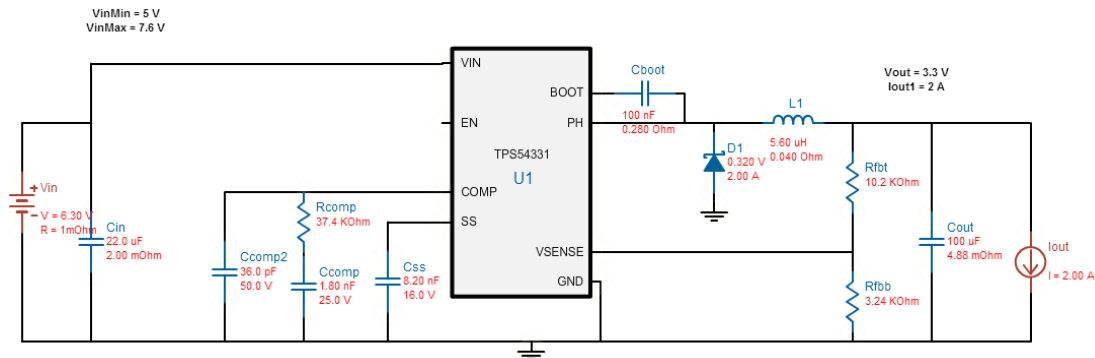 VinMin = 5 V
VinMax = 7.6 V
VIN
BOOT
EN
PH
TPS54331
U1
COMP
SS
VSENSE
GND
Cboot
100 nF
0.280 Ohm
Vout = 3.3 V
Iout1 = 2 A
L1
5.60 uH
0.040 Ohm
D1
0.320 V
2.00 A
Rfbt
10.2 KOhm
Vin
V = 6.30 V
R = 1mOhm
Cin
22.0 uF
2.00 mOhm
Rcomp
37.4 KOhm
Ccomp2
36.0 pF
50.0 V
Ccomp
1.80 nF
25.0 V
Css
8.20 nF
16.0 V
Cout
100 uF
4.88 mOhm
Iout
I = 2.00 A
Rfbb
3.24 KOhm